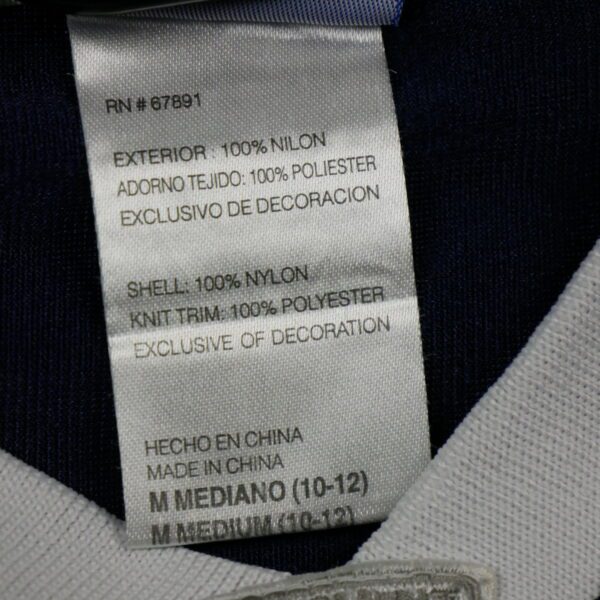 RN # 67891
EXTERIOR : 100% NILON
ADORNO TEJIDO: 100% POLIESTER
EXCLUSIVO DE DECORACION
SHELL: 100% NYLON
KNIT TRIM: 100% POLYESTER
EXCLUSIVE OF DECORATION
HECHO EN CHINA
MADE IN CHINA
M MEDIANO (10-12)
M MEDIUM (10-12)